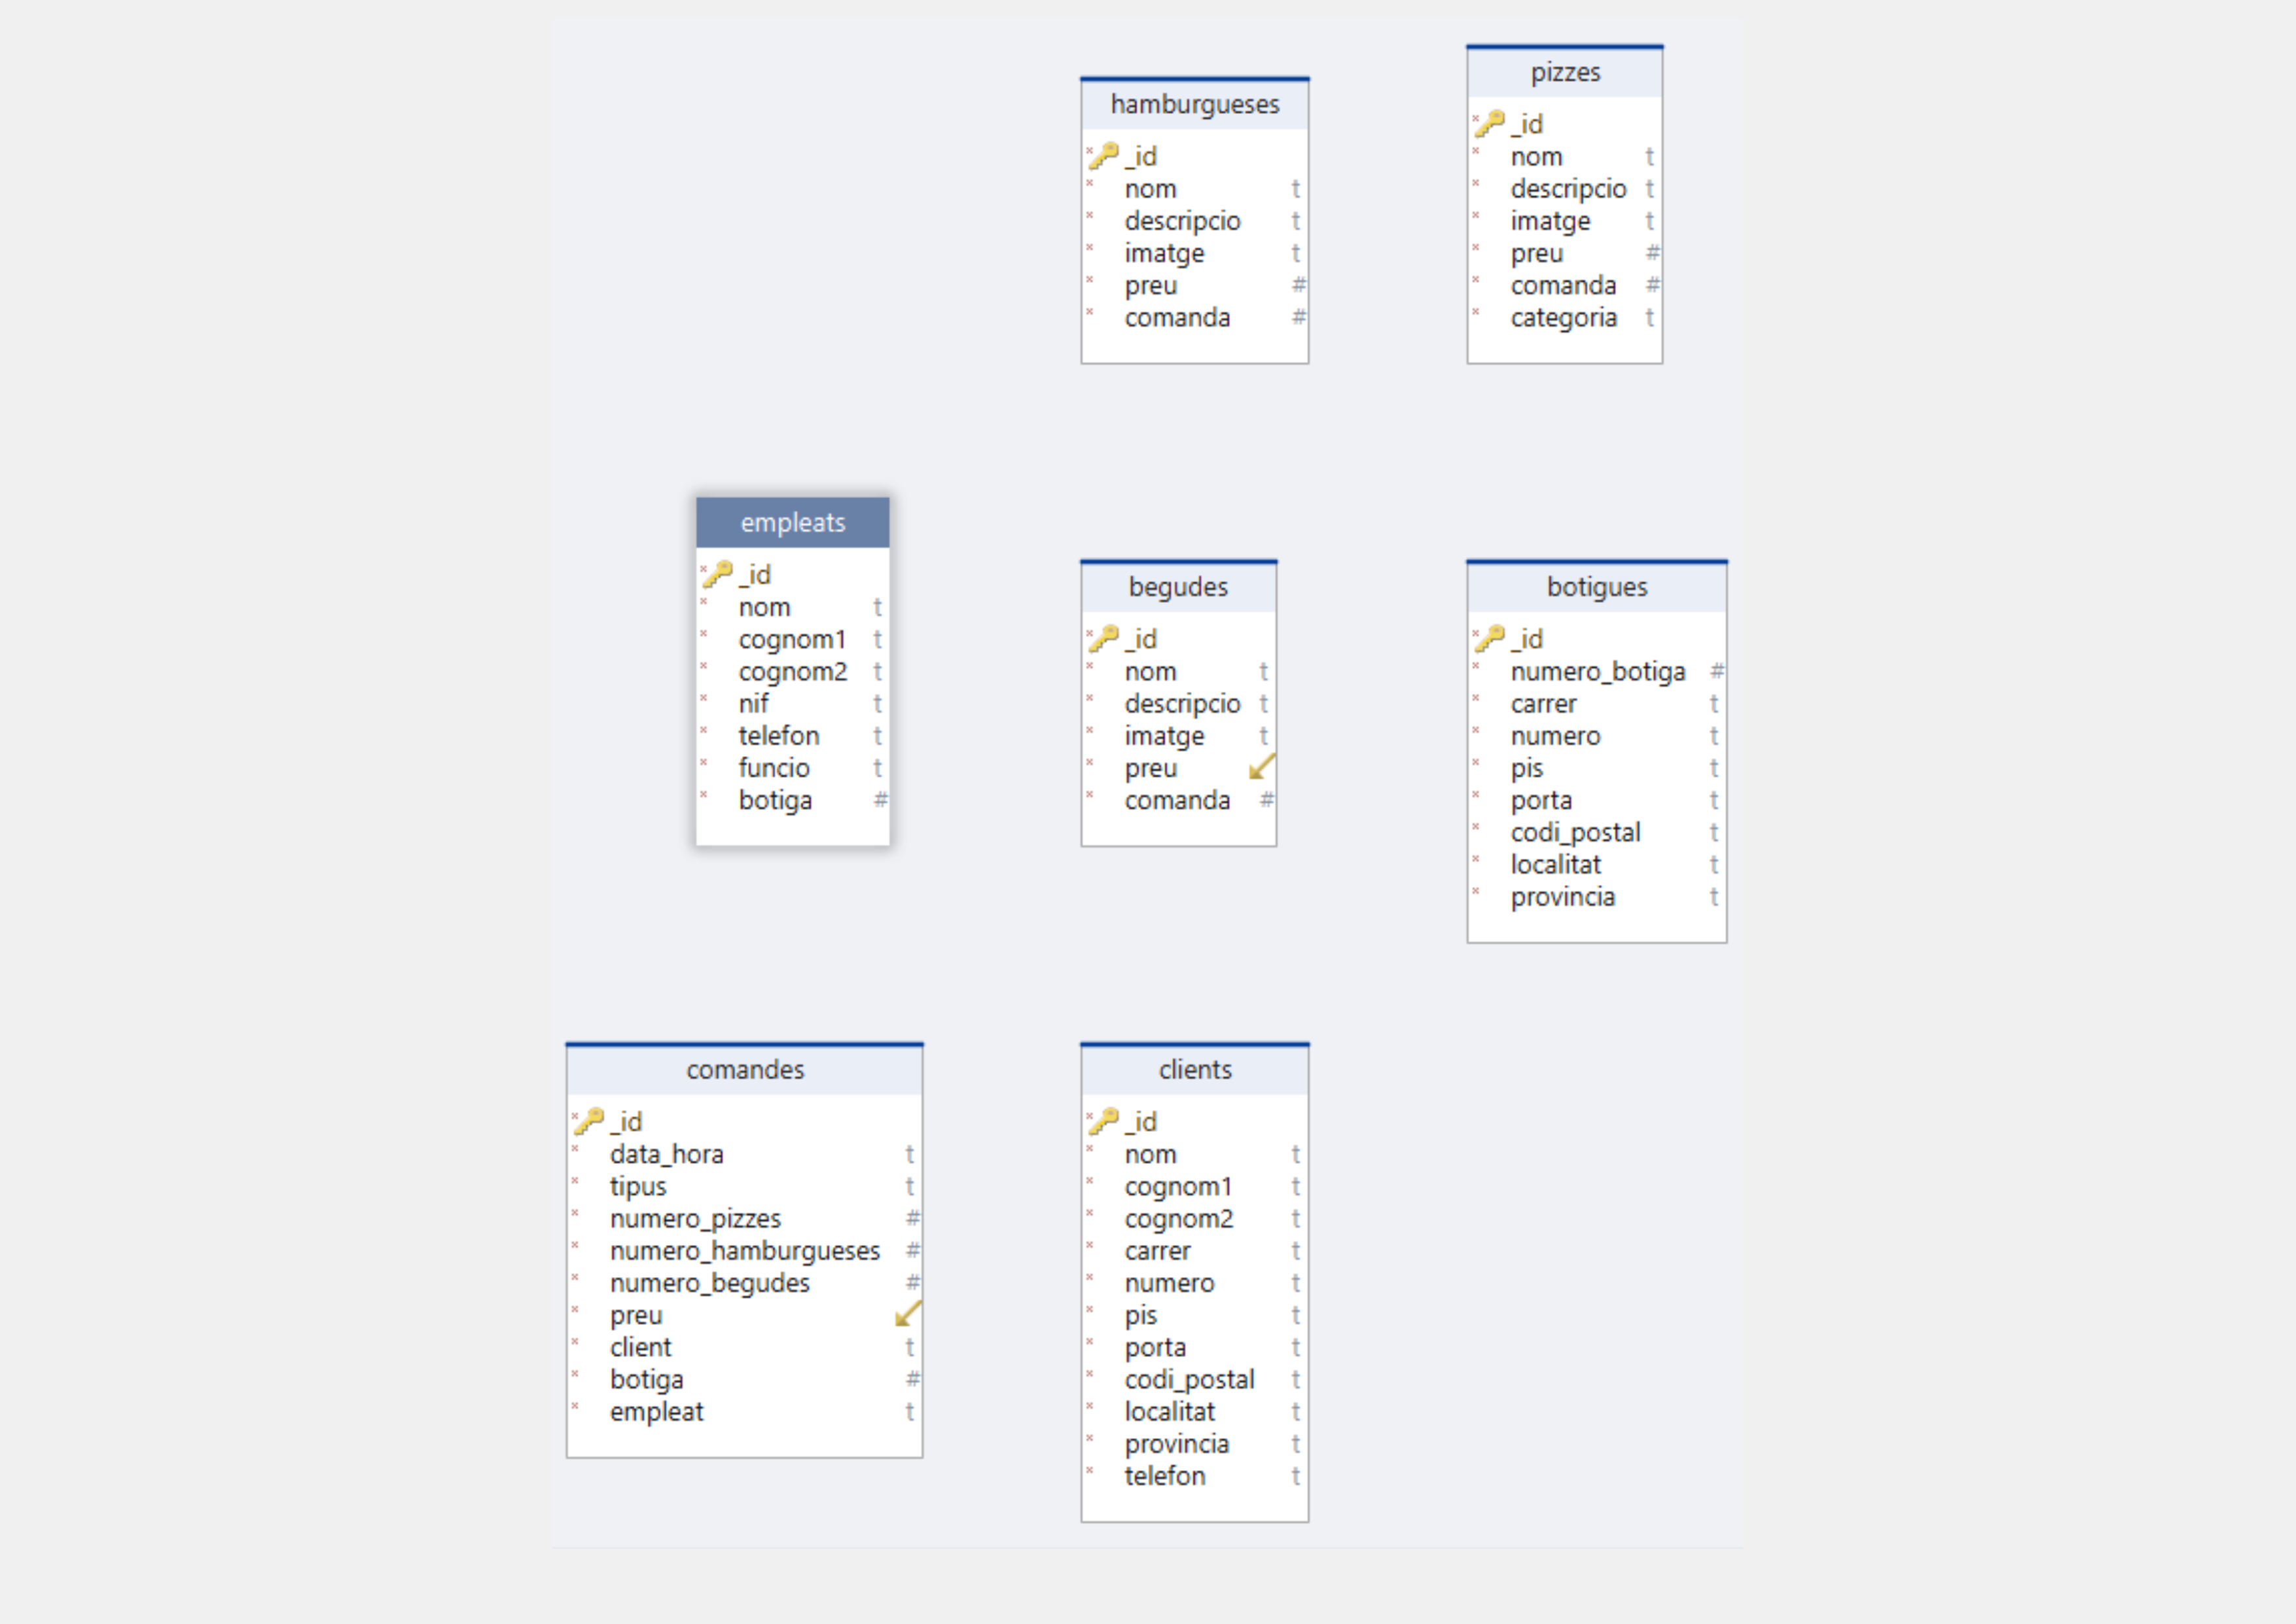 hamburgueses
_id
nom t
descripcio t
imatge t
preu #
comanda #
pizzes
_id
nom t
descripcio t
imatge t
preu #
comanda #
categoria t
empleats
_id
nom t
cognom1 t
cognom2 t
nif t
telefon t
funcio t
botiga #
begudes
_id
nom t
descripcio t
imatge t
preu
comanda #
botigues
_id
numero_botiga #
carrer t
numero t
pis t
porta t
codi_postal t
localitat t
provincia t
comandes
_id
data_hora t
tipus t
numero_pizzes #
numero_hamburgueses #
numero_begudes #
preu
client t
botiga #
empleat t
clients
_id
nom t
cognom1 t
cognom2 t
carrer t
numero t
pis t
porta t
codi_postal t
localitat t
provincia t
telefon t